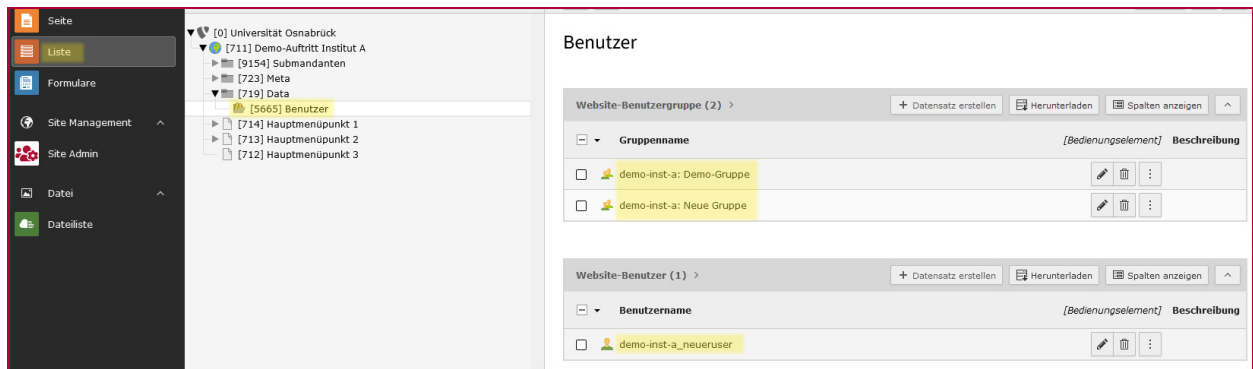 Seite
Liste
Formulare
Site Management
Site Admin
Datei
Dateiliste
[0] Universität Osnabrück
[711] Demo-Auftritt Institut A
[9154] Submandanten
[723] Meta
[719] Data
[5665] Benutzer
[714] Hauptmenüpunkt 1
[713] Hauptmenüpunkt 2
[712] Hauptmenüpunkt 3
Benutzer
Website-Benutzergruppe (2) > + Datensatz erstellen Herunterladen Spalten anzeigen
Gruppenname [Bedienungselement] Beschreibung
demo-inst-a: Demo-Gruppe
demo-inst-a: Neue Gruppe
Website-Benutzer (1) > + Datensatz erstellen Herunterladen Spalten anzeigen
Benutzername [Bedienungselement] Beschreibung
demo-inst-a_neueruser